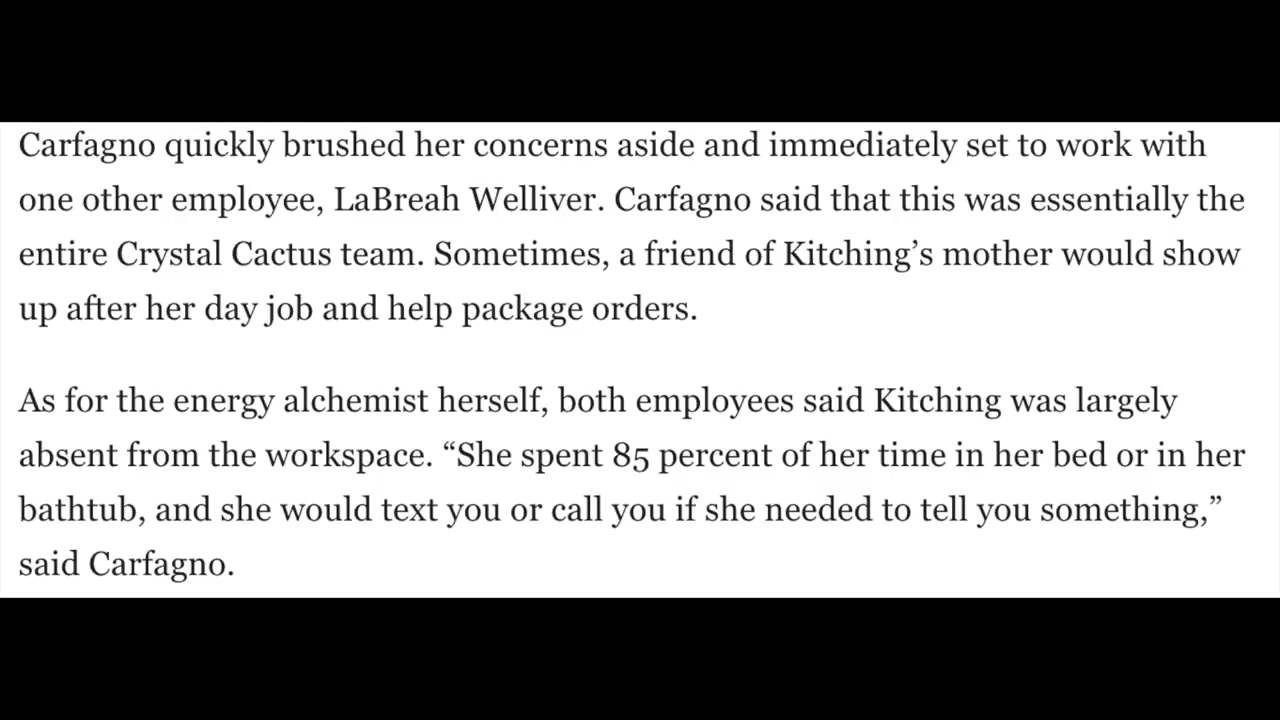 Carfagno quickly brushed her concerns aside and immediately set to work with
one other employee, LaBreah Welliver. Carfagno said that this was essentially the
entire Crystal Cactus team. Sometimes, a friend of Kitching’s mother would show
up after her day job and help package orders.
As for the energy alchemist herself, both employees said Kitching was largely
absent from the workspace. “She spent 85 percent of her time in her bed or in her
bathtub, and she would text you or call you if she needed to tell you something,”
said Carfagno.